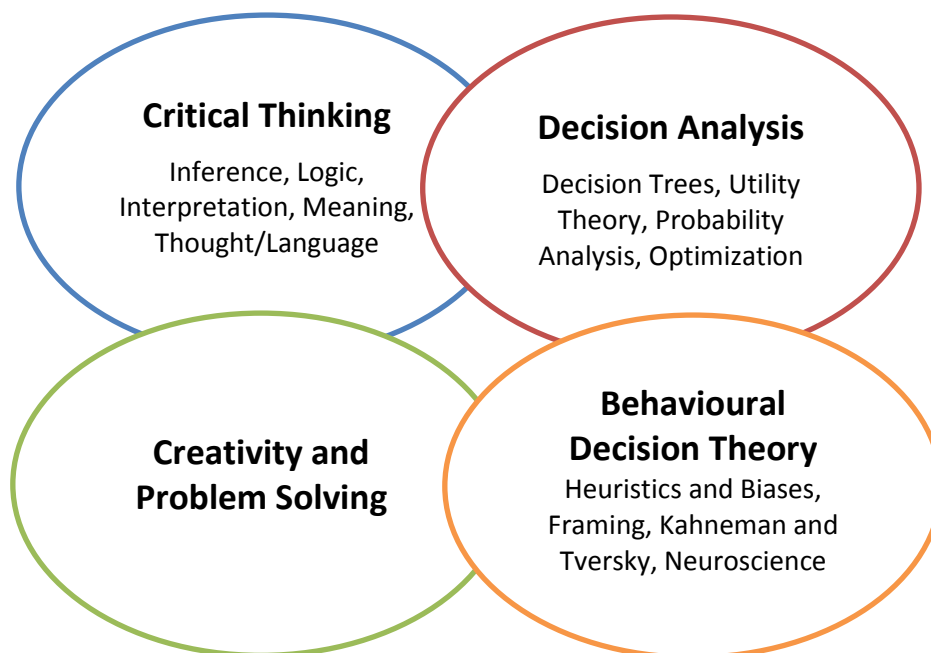 Critical Thinking
Inference, Logic,
Interpretation, Meaning,
Thought/Language
Decision Analysis
Decision Trees, Utility
Theory, Probability
Analysis, Optimization
Creativity and
Problem Solving
Behavioural
Decision Theory
Heuristics and Biases,
Framing, Kahneman and
Tversky, Neuroscience